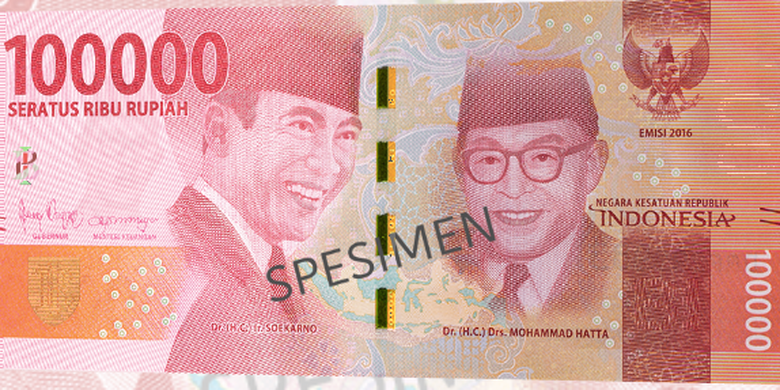 100000
SERATUS RIBU RUPIAH
EMISI 2016
NEGARA KESATUAN REPUBLIK
INDONESIA
SPESIMEN
GUBERNUR
MENTERI KEUANGAN
100000
Dr. (H.C.) Ir. SOEKARNO
Dr. (H.C.) Drs. MOHAMMAD HATTA